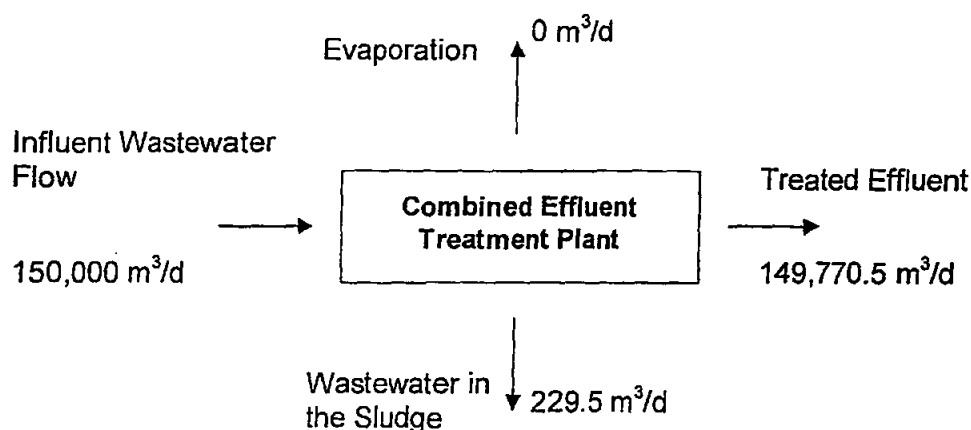 0 m³/d
Evaporation
Influent Wastewater
Flow
150,000 m³/d
Combined Effluent
Treatment Plant
Treated Effluent
149,770.5 m³/d
Wastewater in
the Sludge
229.5 m³/d